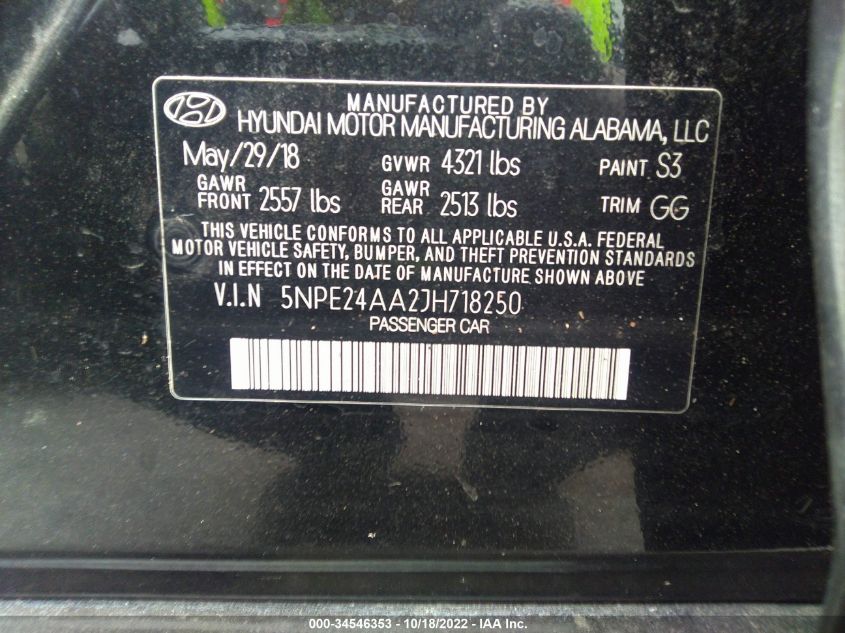 MANUFACTURED BY
HYUNDAI MOTOR MANUFACTURING ALABAMA, LLC
May/29/18 GVWR 4321 lbs PAINT S3
GAWR FRONT 2557 lbs GAWR REAR 2513 lbs TRIM GG
THIS VEHICLE CONFORMS TO ALL APPLICABLE U.S.A. FEDERAL
MOTOR VEHICLE SAFETY, BUMPER, AND THEFT PREVENTION STANDARDS
IN EFFECT ON THE DATE OF MANUFACTURE SHOWN ABOVE
V.I.N 5NPE24AA2JH718250
PASSENGER CAR
000-34546353 - 10/18/2022 - IAA Inc.